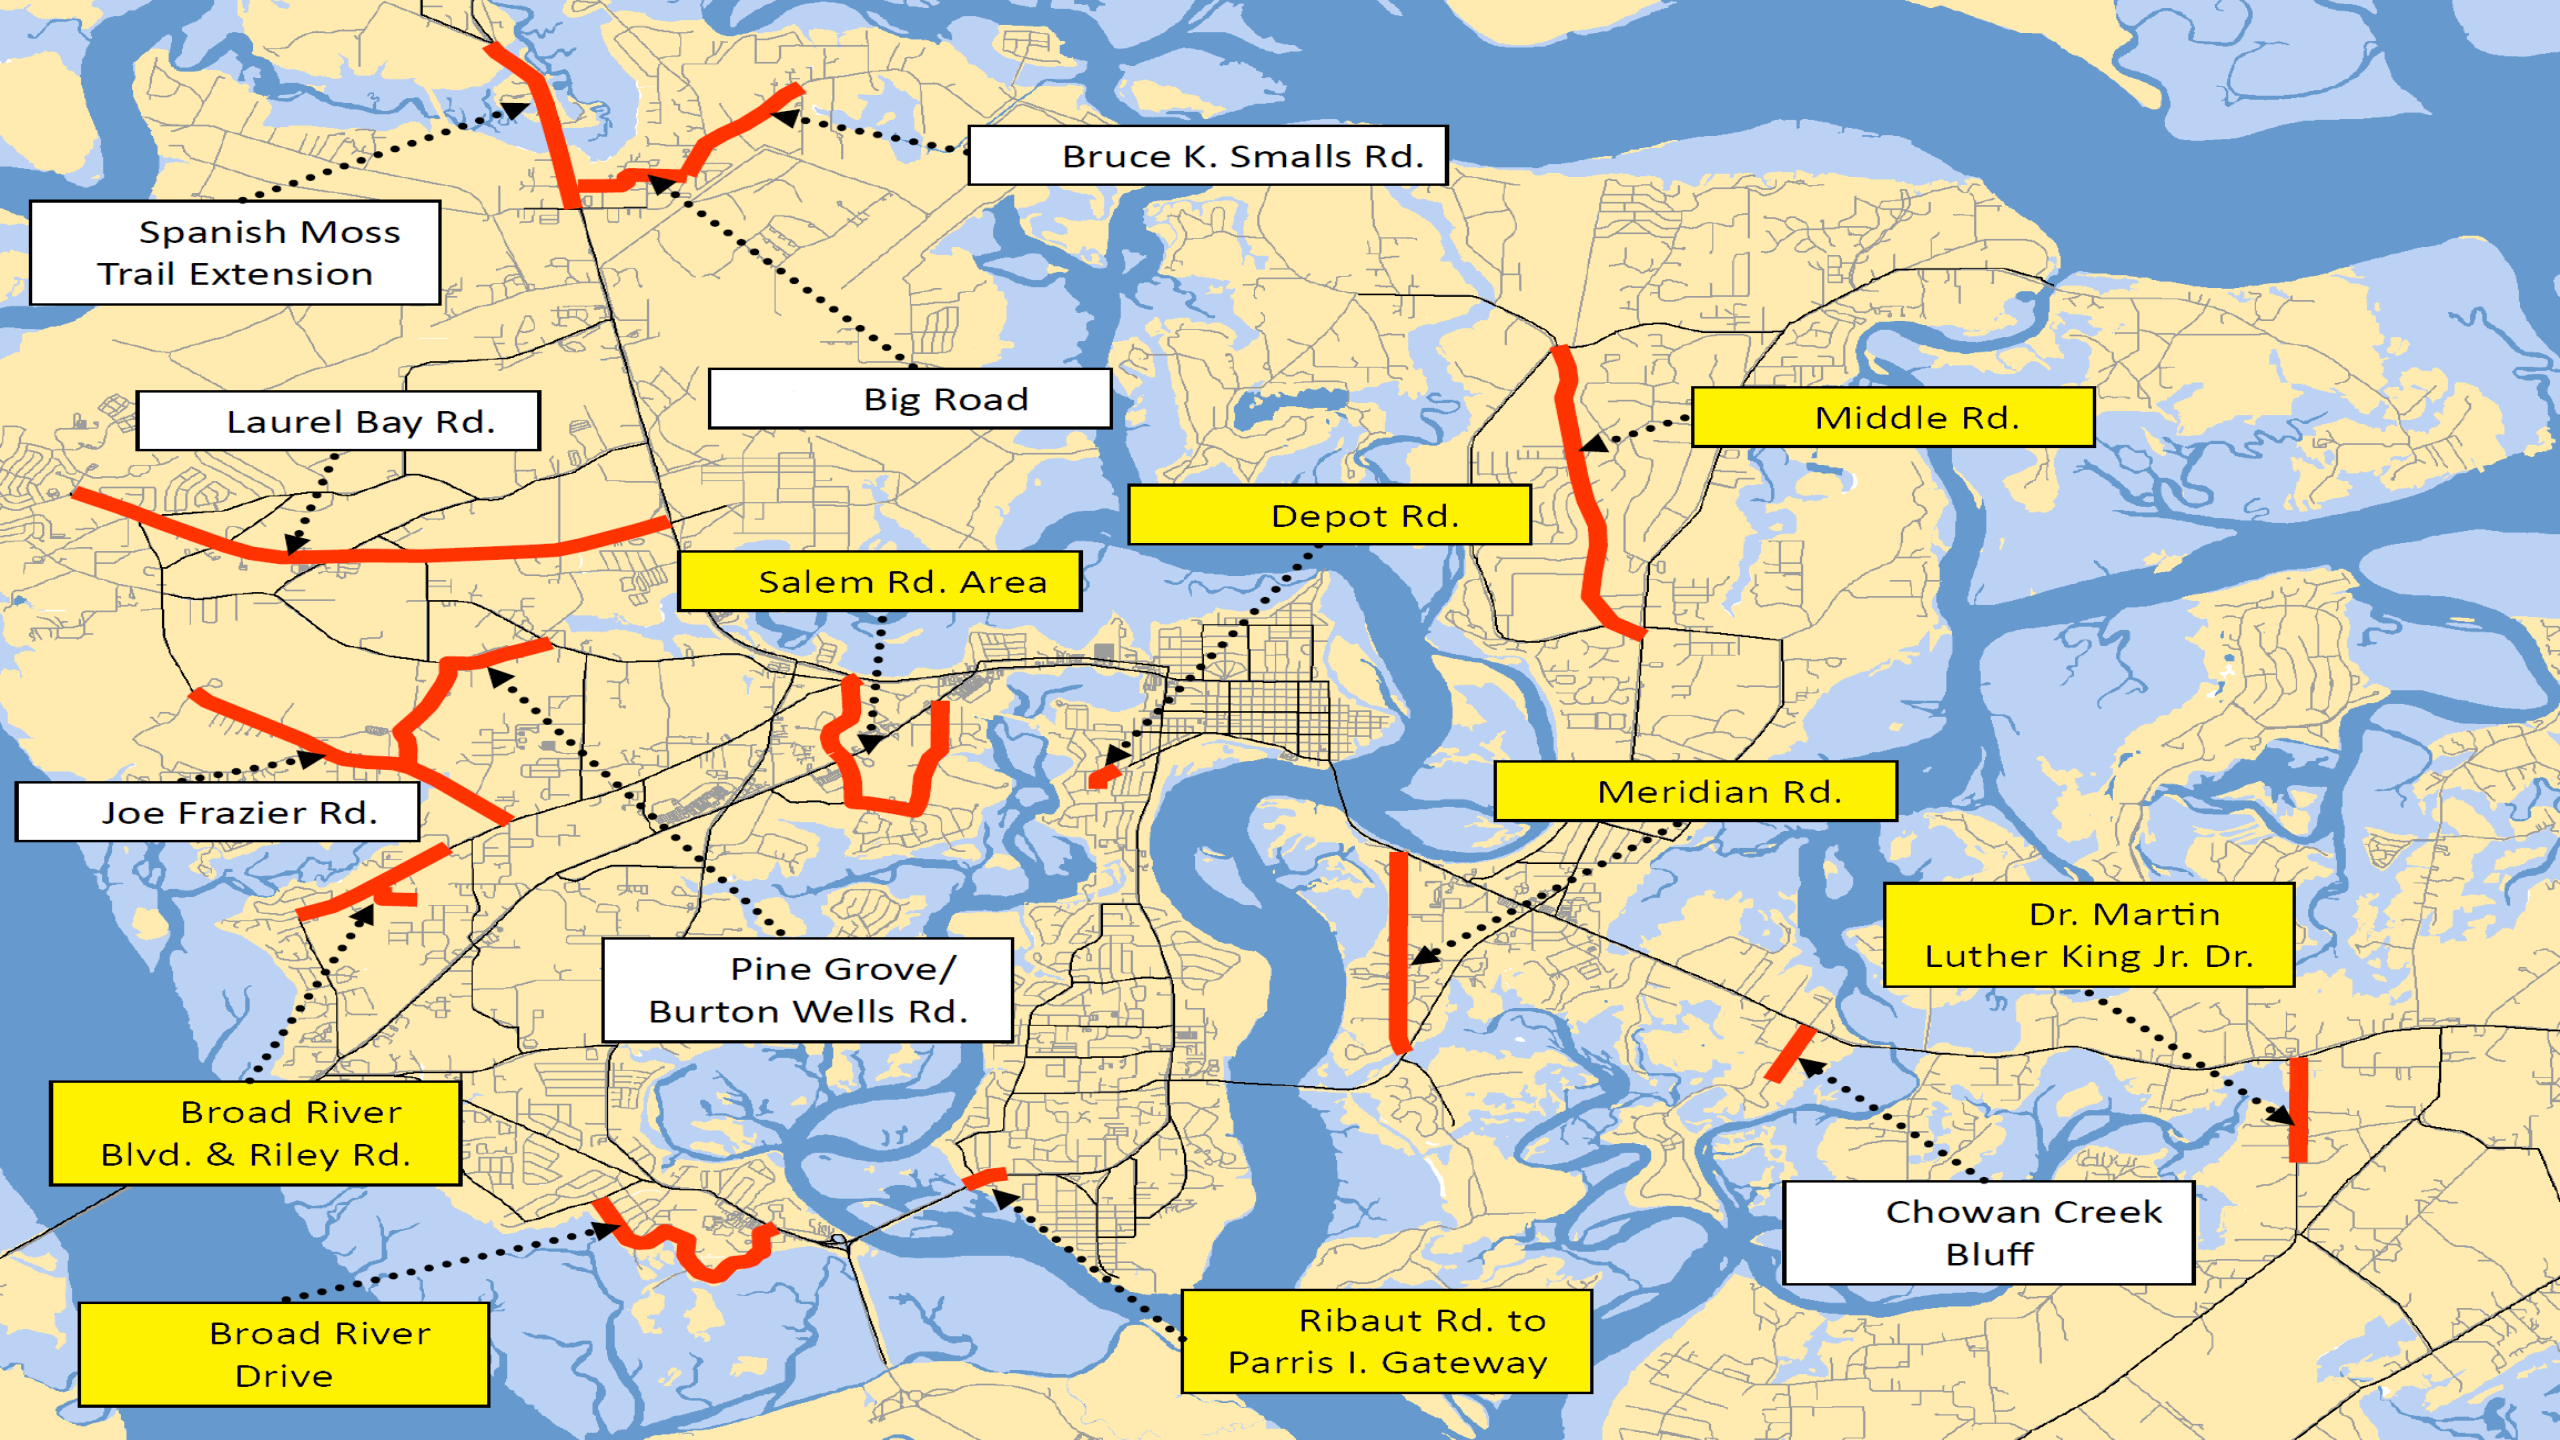 Bruce K. Smalls Rd.
Spanish Moss
Trail Extension
Big Road
Laurel Bay Rd.
Middle Rd.
Depot Rd.
Salem Rd. Area
Meridian Rd.
Joe Frazier Rd.
Dr. Martin
Luther King Jr. Dr.
Pine Grove/
Burton Wells Rd.
Broad River
Blvd. & Riley Rd.
Chowan Creek
Bluff
Ribaut Rd. to
Parris I. Gateway
Broad River
Drive